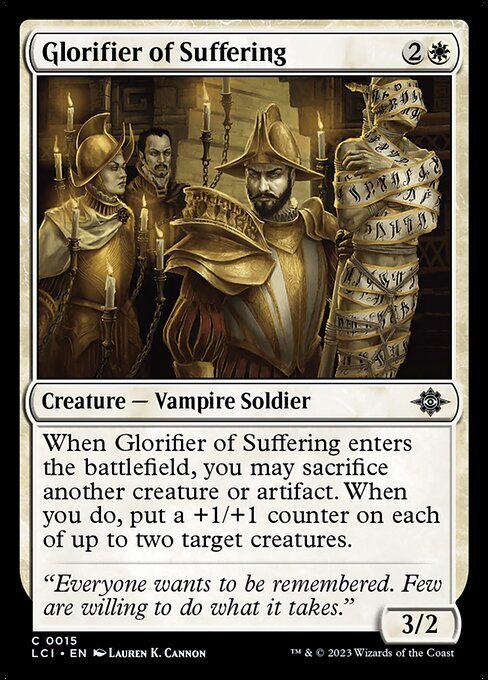 Glorifier of Suffering 2
Creature — Vampire Soldier
When Glorifier of Suffering enters
the battlefield, you may sacrifice
another creature or artifact. When
you do, put a +1/+1 counter on each
of up to two target creatures.
“Everyone wants to be remembered. Few
are willing to do what it takes.”
3/2
C 0015
LCI • EN Lauren K. Cannon
™ & © 2023 Wizards of the Coast